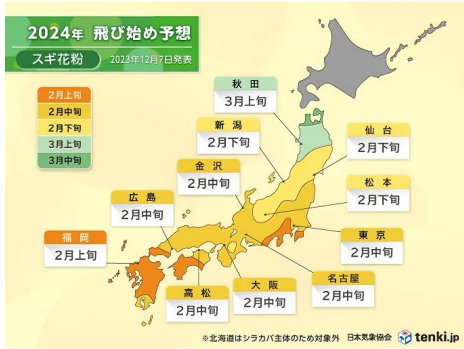 2024年 飛び始め予想
スギ花粉
2023年12月7日発表
2月上旬
2月中旬
2月下旬
3月上旬
3月中旬
秋田
3月上旬
新潟
2月下旬
仙台
2月下旬
金沢
2月中旬
松本
2月下旬
広島
2月中旬
福岡
2月上旬
東京
2月中旬
高松
2月中旬
大阪
2月中旬
名古屋
2月中旬
※北海道はシラカバ主体のため対象外
日本気象協会
tenki.jp